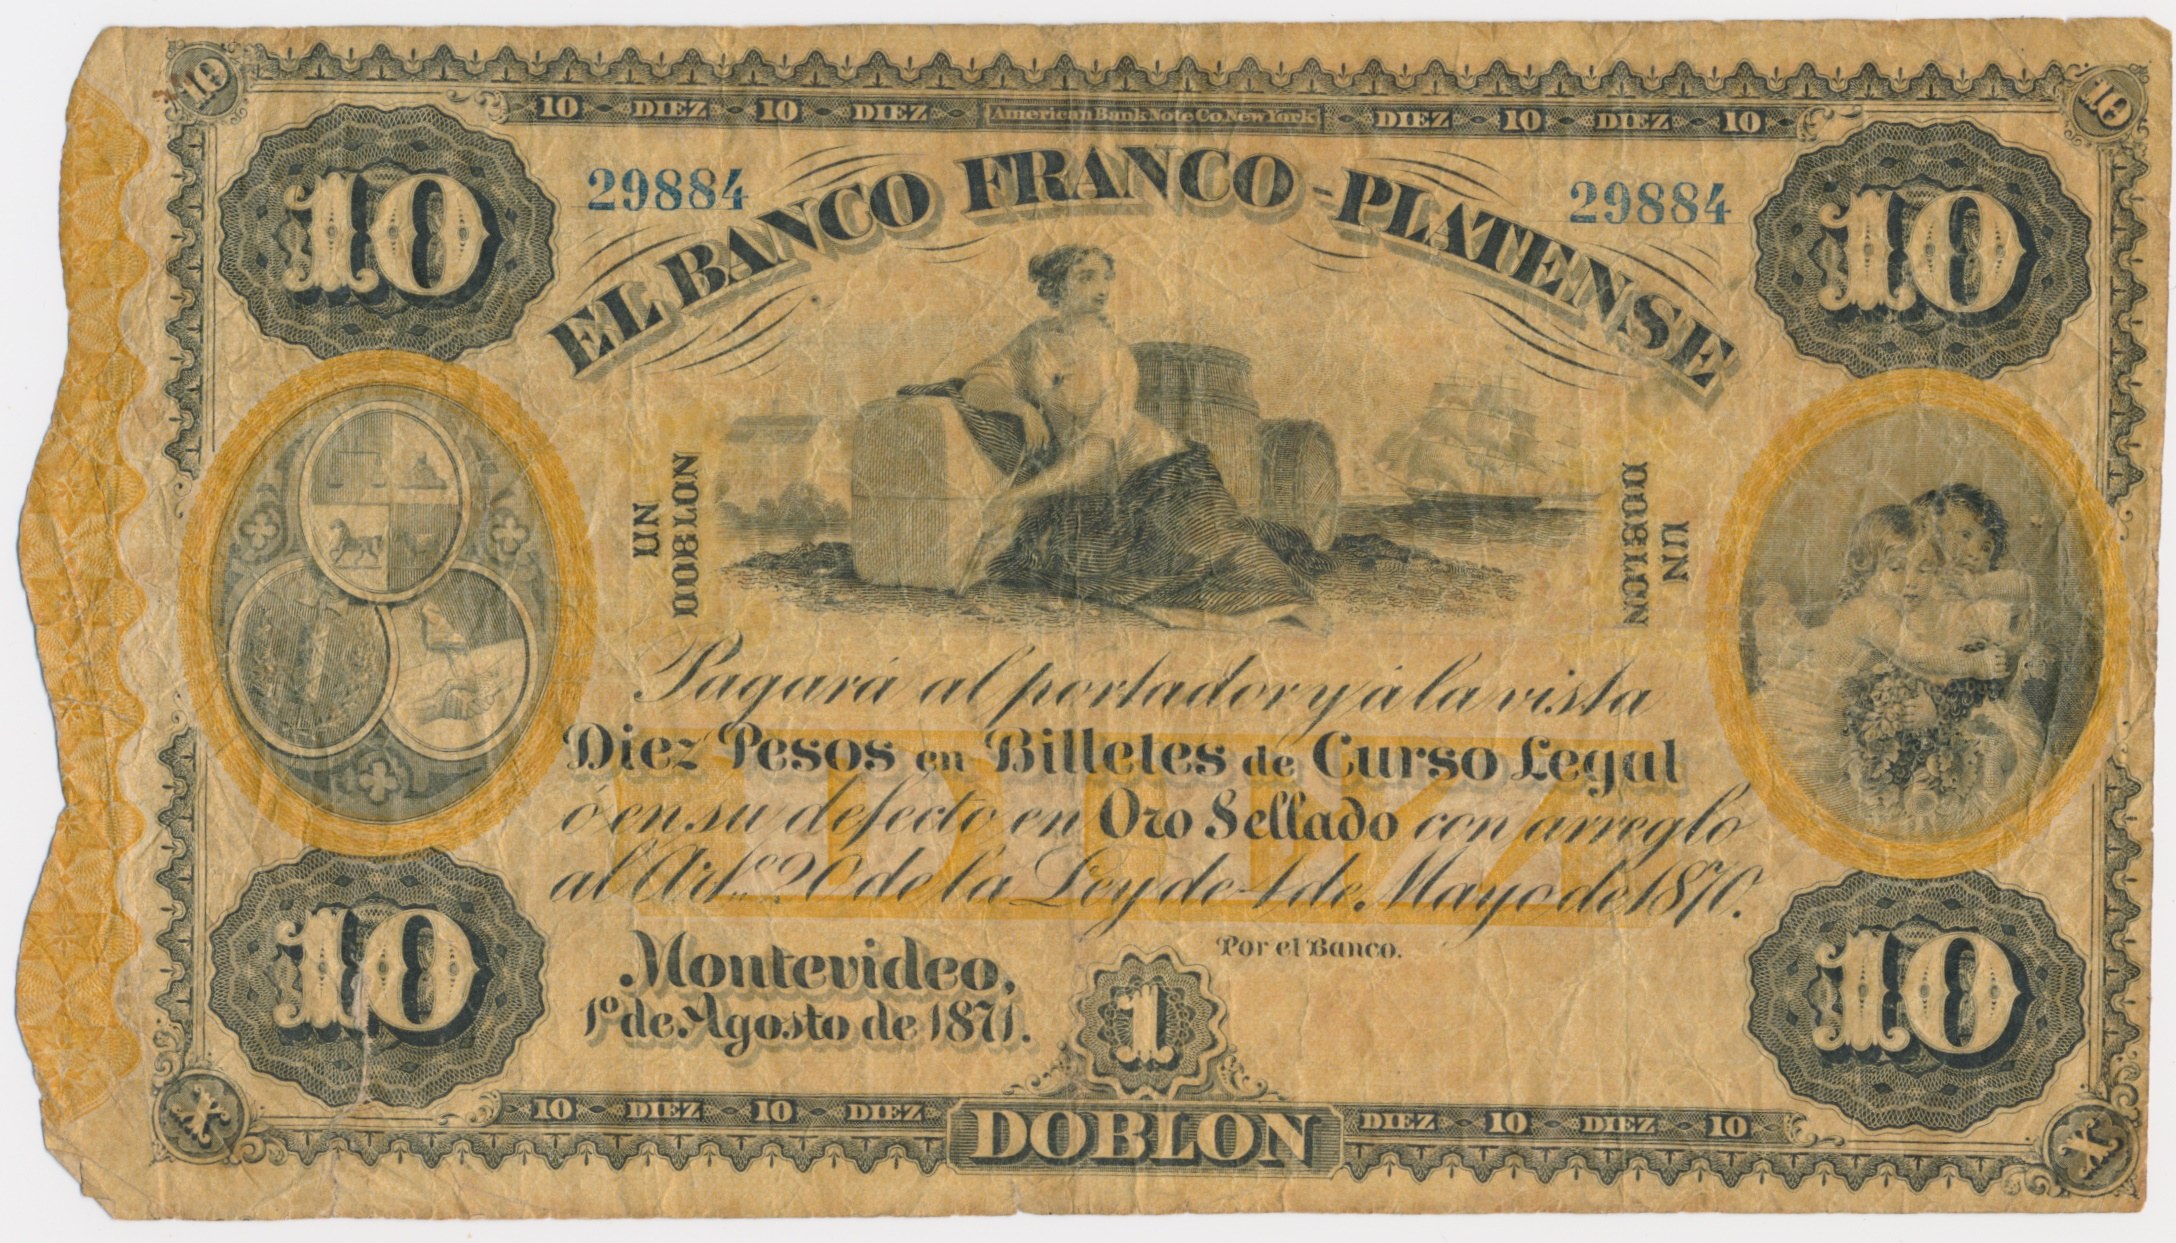 10 10
10 DIEZ 10 DIEZ American Bank Note Co. New York DIEZ 10 DIEZ 10
10 29884 29884 10
EL BANCO FRANCO-PLATENSE
UN DOBLON
UN DOBLON
Pagará al portador y á la vista
Diez Pesos en Billetes de Curso Legal
DIEZ
ó en su defecto en Oro Sellado con arreglo
al Art.º 20 de la Ley de 4 de Mayo de 1870.
Por el Banco.
Montevideo,
1º de Agosto de 1871.
10 1 10
X 10 DIEZ 10 DIEZ DOBLON DIEZ 10 DIEZ 10 X